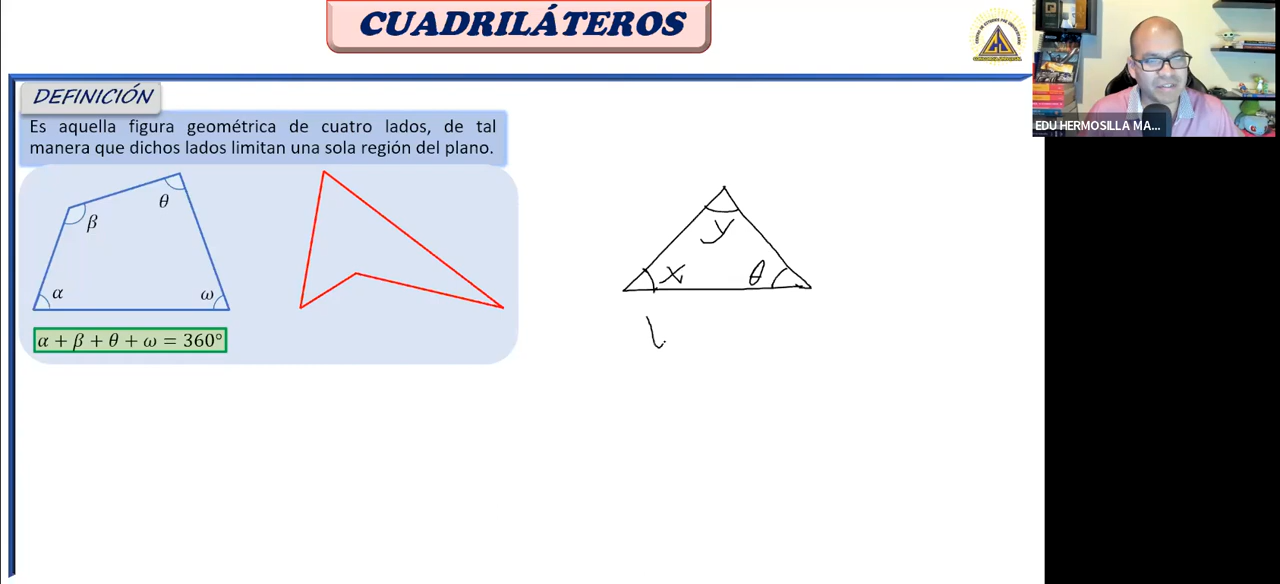 CUADRILÁTEROS
DEFINICIÓN
Es aquella figura geométrica de cuatro lados, de tal
manera que dichos lados limitan una sola región del plano.
θ
β
α
ω
α + β + θ + ω = 360°
y
x
θ
EDU HERMOSILLA MA...